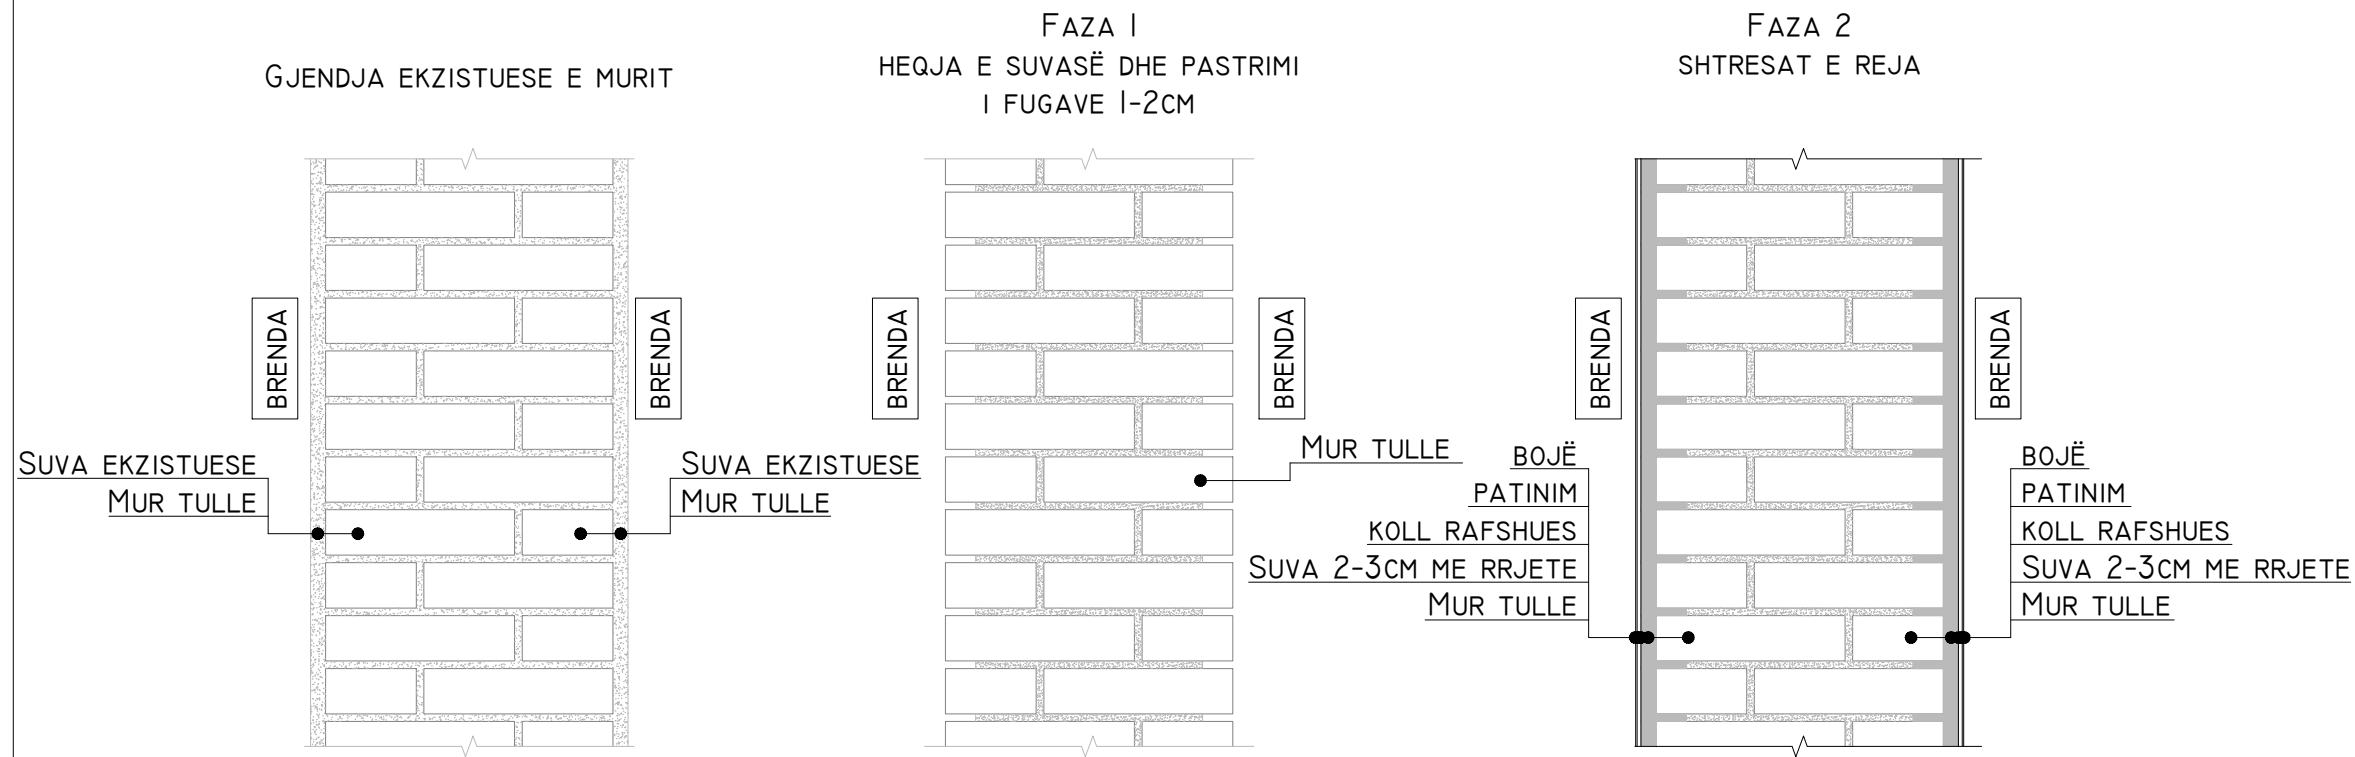 GJENDJA EKZISTUESE E MURIT
BRENDA
BRENDA
SUVA EKZISTUESE
MUR TULLE
SUVA EKZISTUESE
MUR TULLE
FAZA 1
HEQJA E SUVASË DHE PASTRIMI
I FUGAVE 1-2CM
BRENDA
BRENDA
MUR TULLE
FAZA 2
SHTRESAT E REJA
BRENDA
BRENDA
BOJË
PATINIM
KOLL RAFSHUES
SUVA 2-3CM ME RRJETE
MUR TULLE
BOJË
PATINIM
KOLL RAFSHUES
SUVA 2-3CM ME RRJETE
MUR TULLE